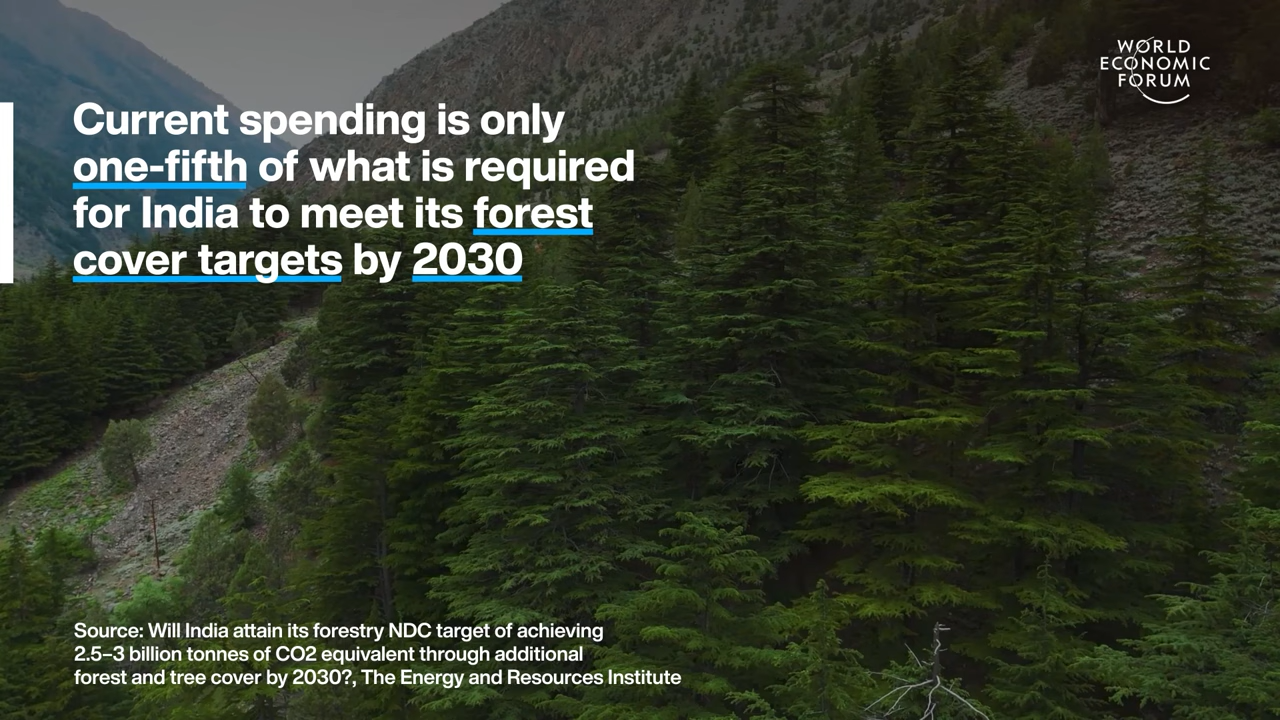 WORLD
ECONOMIC
FORUM
Current spending is only
one-fifth of what is required
for India to meet its forest
cover targets by 2030
Source: Will India attain its forestry NDC target of achieving
2.5–3 billion tonnes of CO2 equivalent through additional
forest and tree cover by 2030?, The Energy and Resources Institute